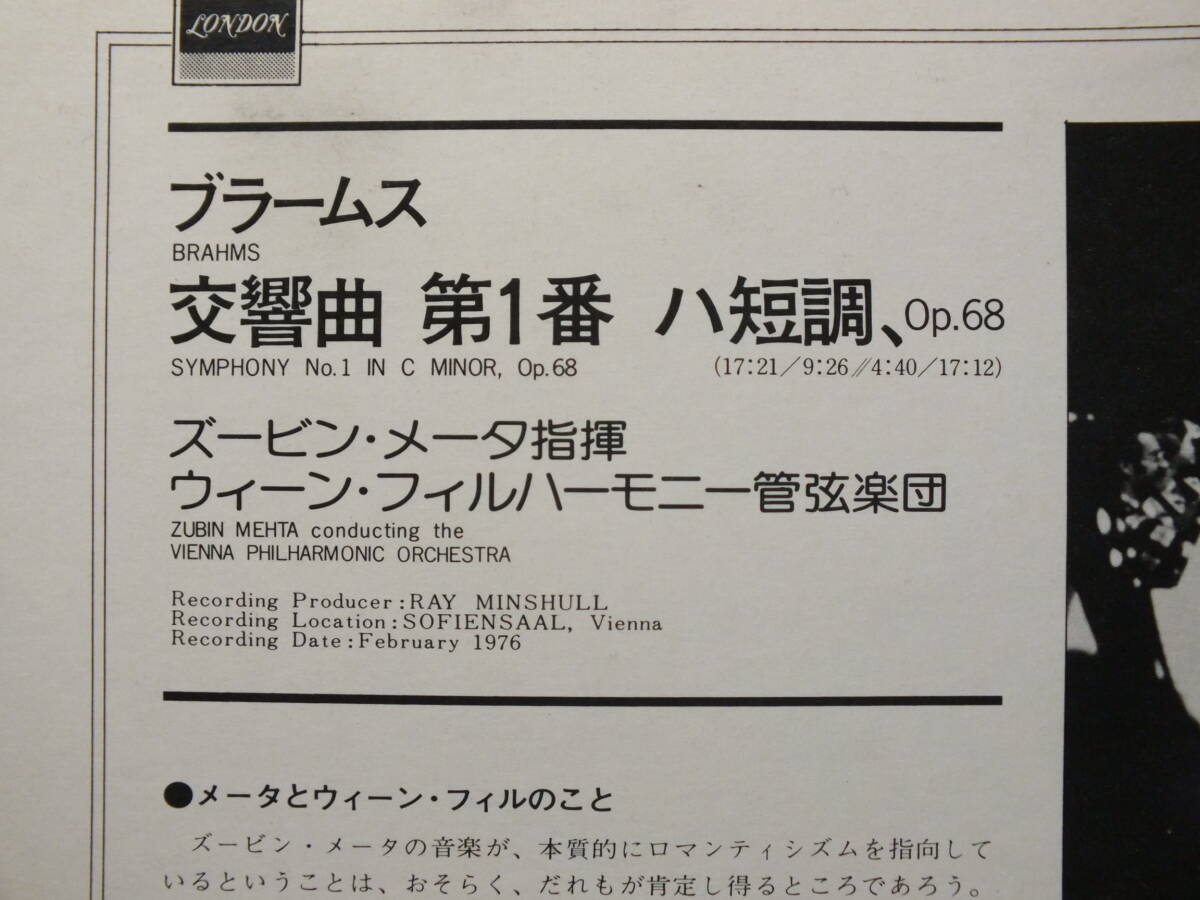 LONDON
ブラームス
BRAHMS
交響曲 第1番 ハ短調、Op.68
SYMPHONY No.1 IN C MINOR, Op.68 (17:21／9:26⫽4:40／17:12)
ズービン・メータ指揮
ウィーン・フィルハーモニー管弦楽団
ZUBIN MEHTA conducting the
VIENNA PHILHARMONIC ORCHESTRA
Recording Producer:RAY MINSHULL
Recording Location:SOFIENSAAL, Vienna
Recording Date:February 1976
●メータとウィーン・フィルのこと
ズービン・メータの音楽が、本質的にロマンティシズムを指向して
いるということは、おそらく、だれもが肯定し得るところであろう。